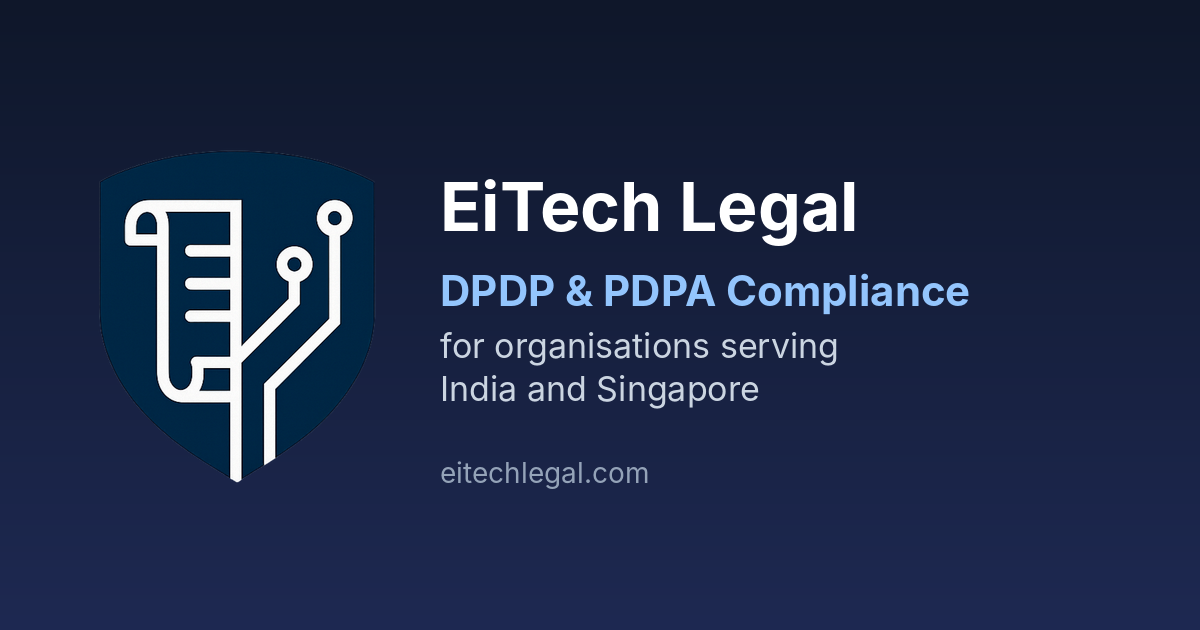 EiTech Legal
DPDP & PDPA Compliance
for organisations serving
India and Singapore
eitechlegal.com